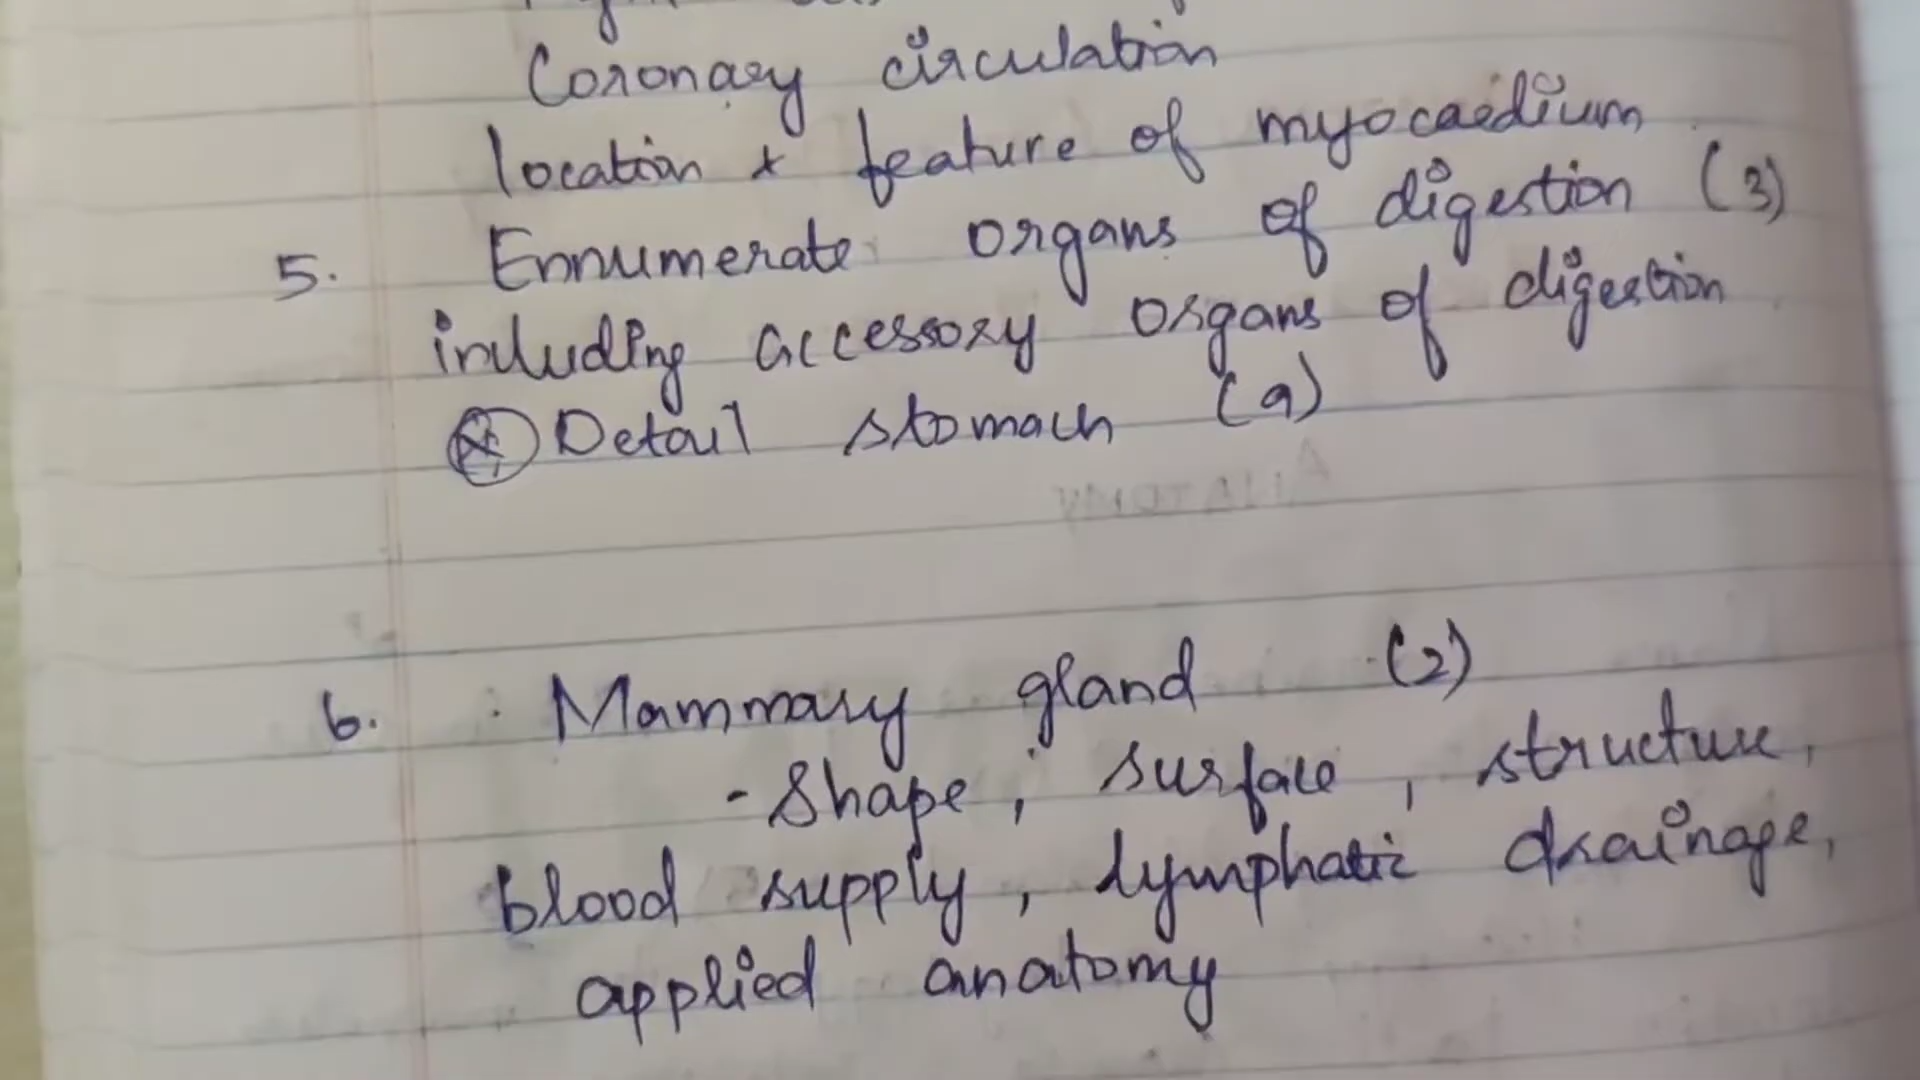 Coronary circulation
location & feature of myocardium
5. Ennumerate organs of digestion (3)
including accessory organs of digestion
Detail stomach (9)
6. Mammary gland (2)
- Shape, surface, structure,
blood supply, lymphatic drainage,
applied anatomy